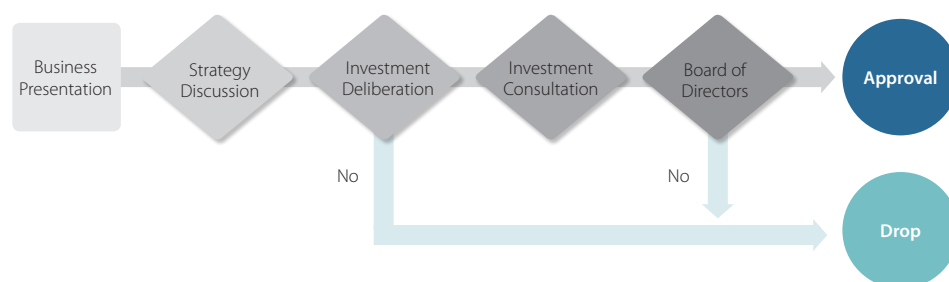 Business
Presentation
Strategy
Discussion
Investment
Deliberation
Investment
Consultation
Board of
Directors
Approval
No
No
Drop